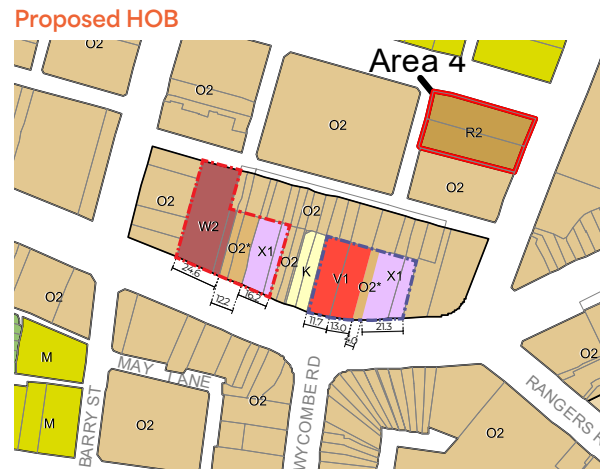 Proposed HOB
O2
Area 4
O2
O2
R2
O2
O2
O2
W2
O2*
X1
O2
K
V1
O2*
X1
24.6
12.2
16.2
11.7
13.0
4.0
21.3
O2
M
M
MAY LANE
BARRY ST
O2
O2
WYCOMBE RD
O2
O2
RANGERS R